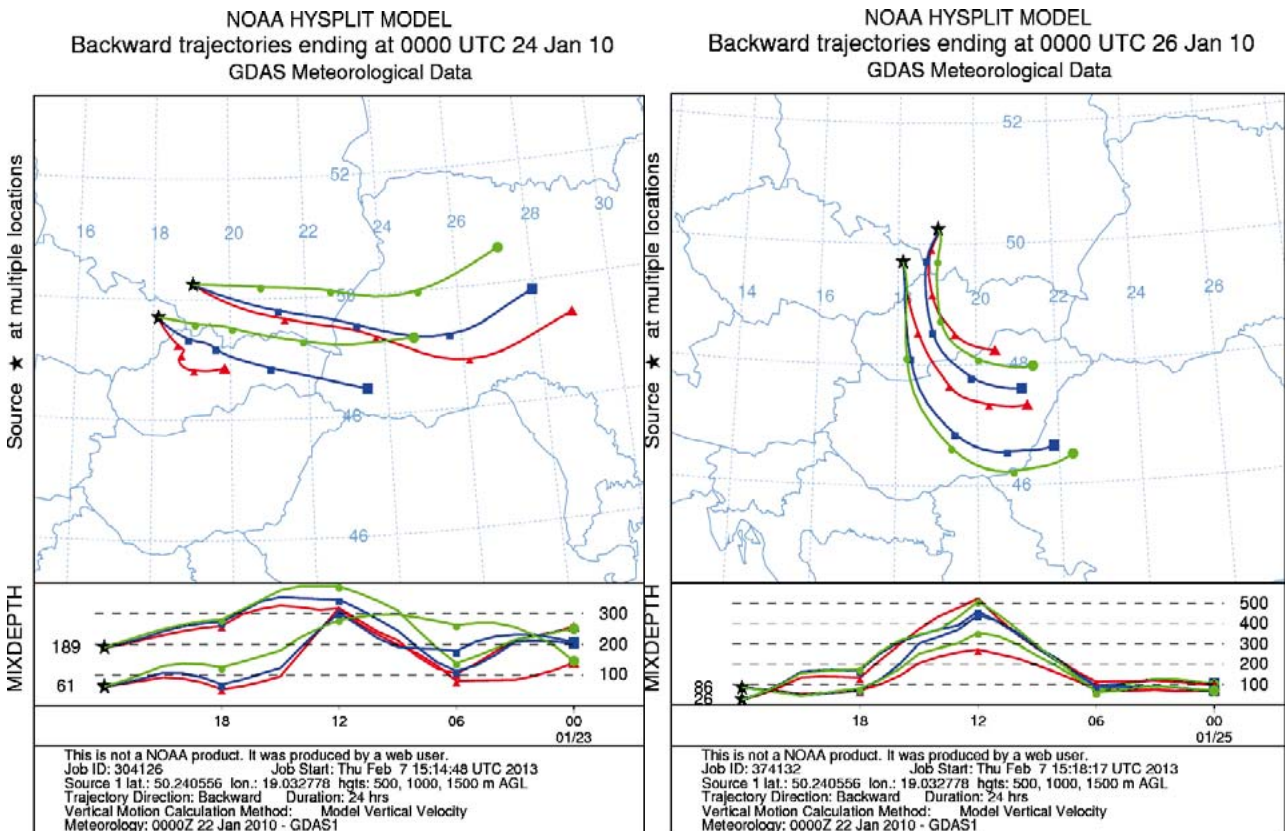 NOAA HYSPLIT MODEL
Backward trajectories ending at 0000 UTC 24 Jan 10
GDAS Meteorological Data
Source ★ at multiple locations
52
30
28
26
24
22
20
18
16
50
48
46
MIXDEPTH
300
200
100
189
61
18
12
06
00
01/23
This is not a NOAA product. It was produced by a web user.
Job ID: 304126 Job Start: Thu Feb 7 15:14:48 UTC 2013
Source 1 lat.: 50.240556 lon.: 19.032778 hgts: 500, 1000, 1500 m AGL
Trajectory Direction: Backward Duration: 24 hrs
Vertical Motion Calculation Method: Model Vertical Velocity
Meteorology: 0000Z 22 Jan 2010 - GDAS1
NOAA HYSPLIT MODEL
Backward trajectories ending at 0000 UTC 26 Jan 10
GDAS Meteorological Data
Source ★ at multiple locations
52
50
14
16
18
20
22
24
26
48
46
MIXDEPTH
500
400
300
200
100
86
26
18
12
06
00
01/25
This is not a NOAA product. It was produced by a web user.
Job ID: 374132 Job Start: Thu Feb 7 15:18:17 UTC 2013
Source 1 lat.: 50.240556 lon.: 19.032778 hgts: 500, 1000, 1500 m AGL
Trajectory Direction: Backward Duration: 24 hrs
Vertical Motion Calculation Method: Model Vertical Velocity
Meteorology: 0000Z 22 Jan 2010 - GDAS1